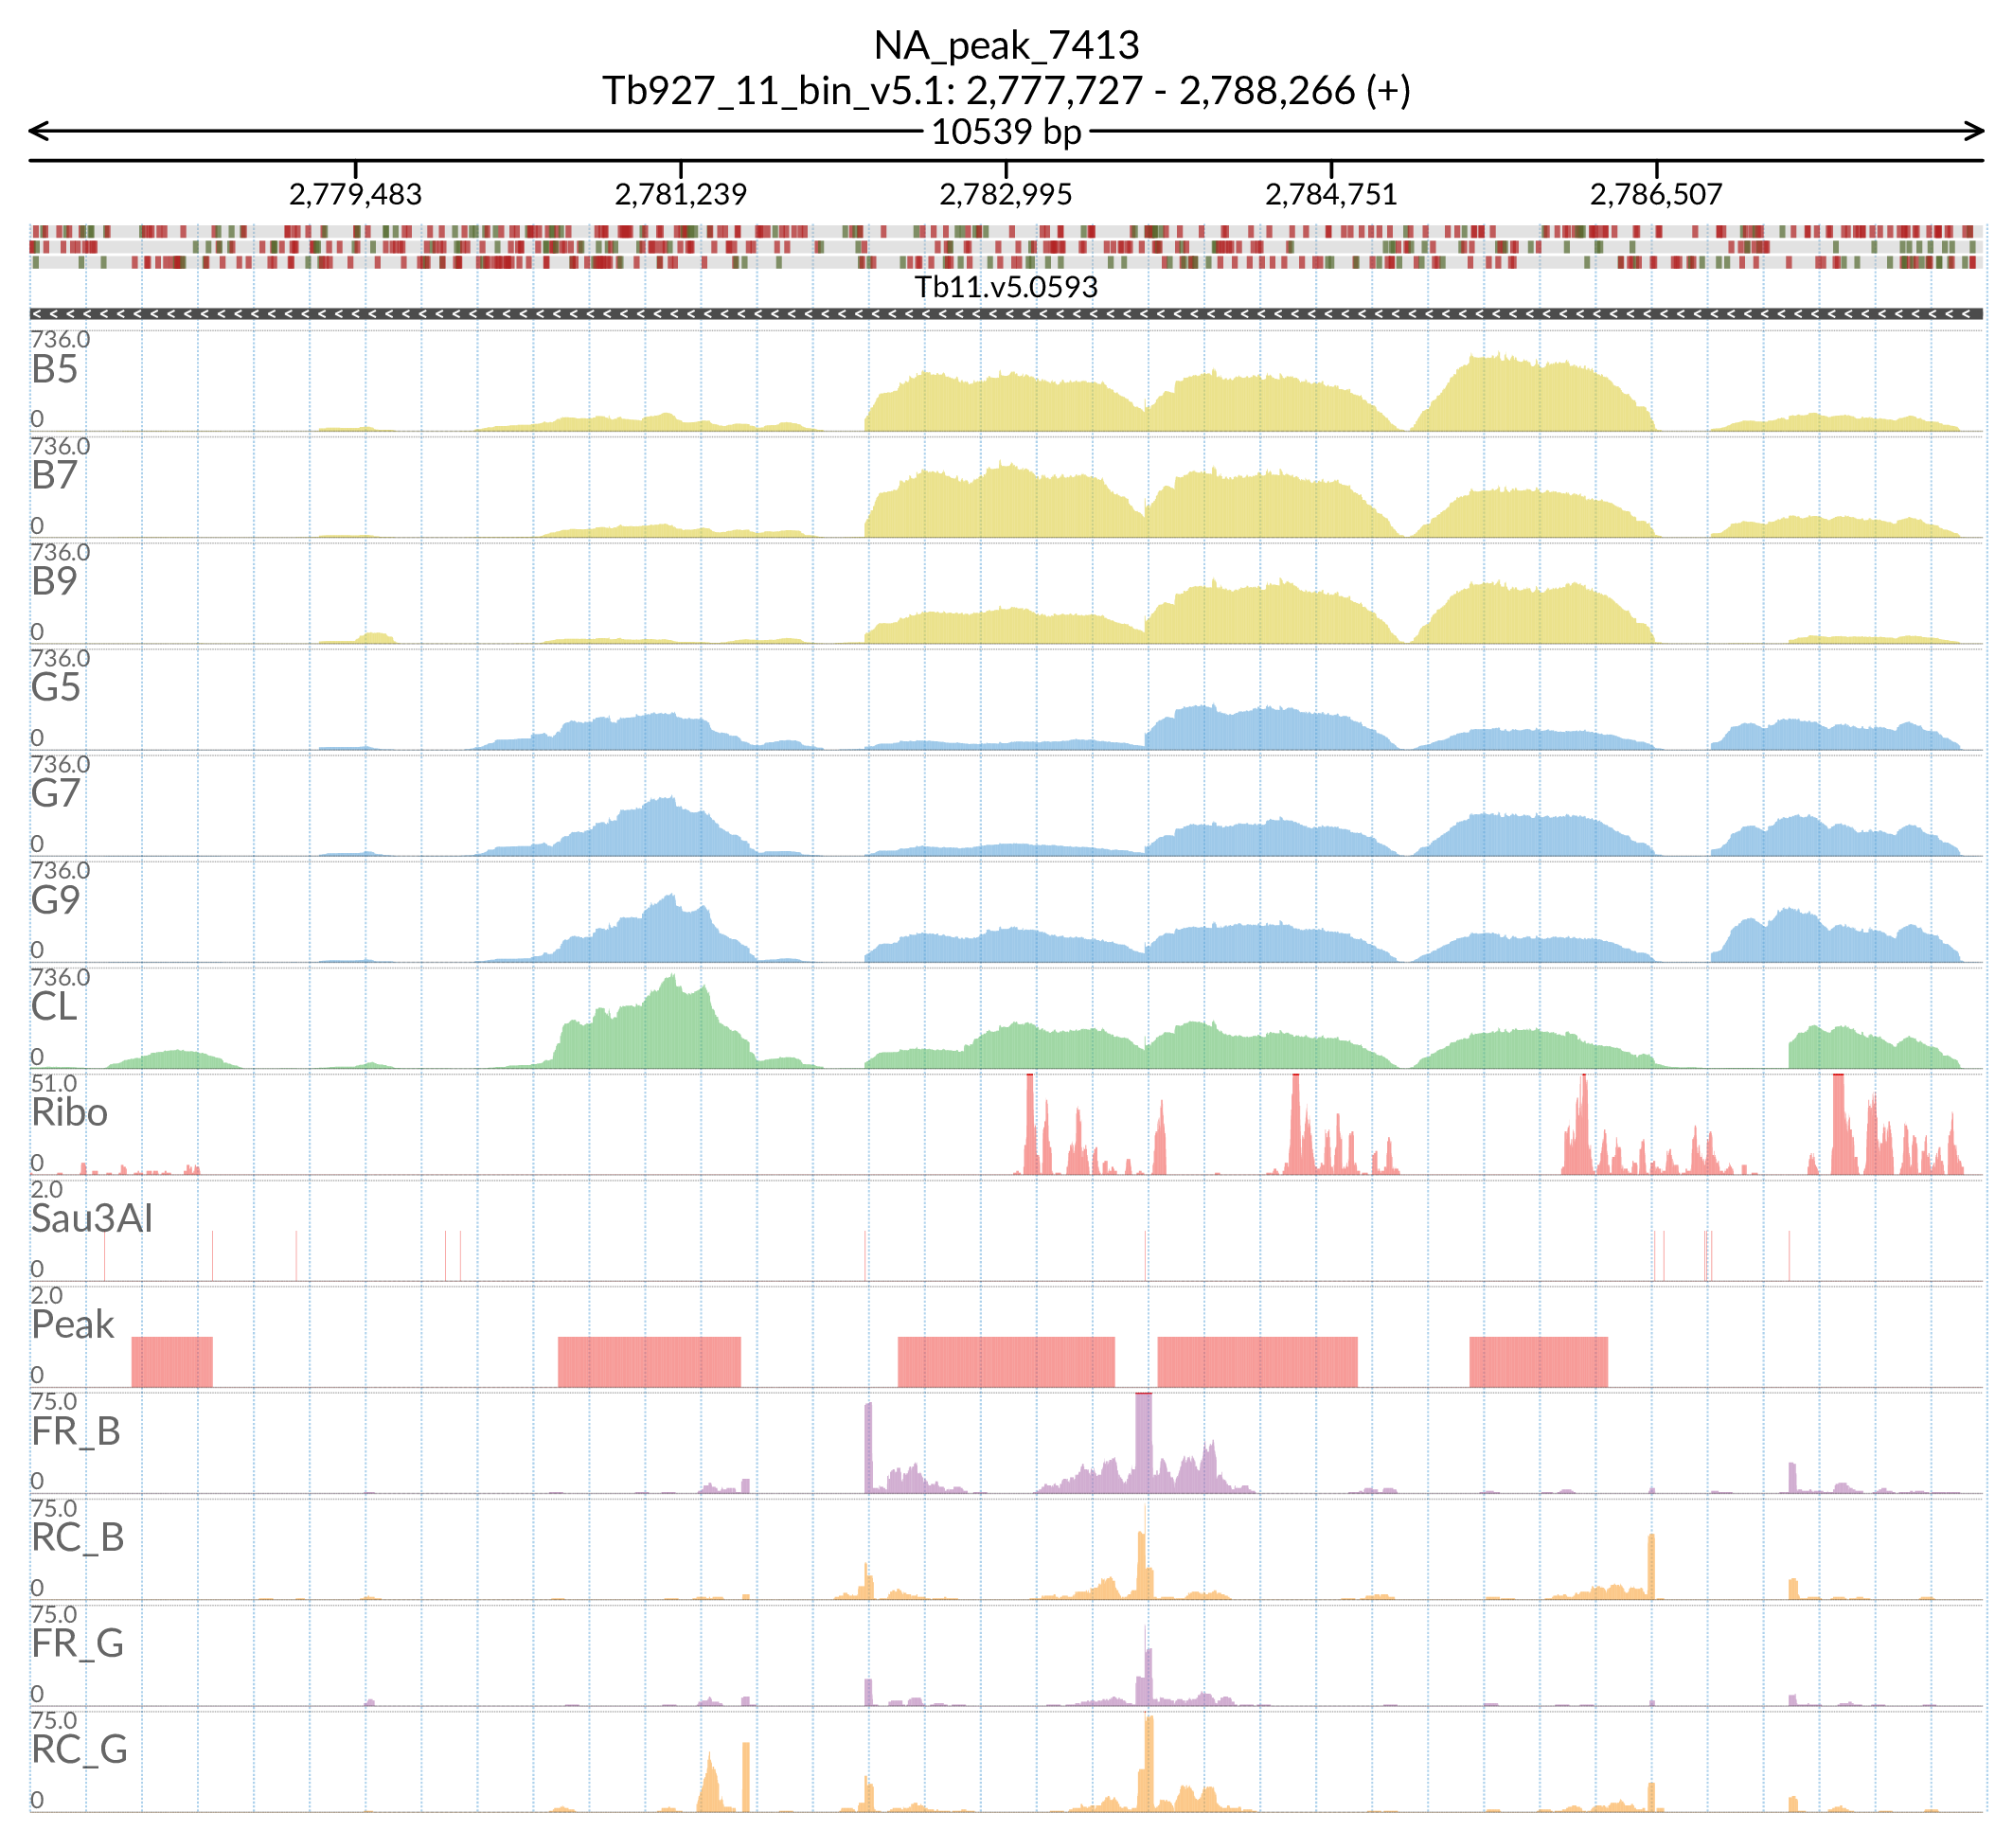 NA_peak_7413
Tb927_11_bin_v5.1: 2,777,727 - 2,788,266 (+)
10539 bp
2,779,483 2,781,239 2,782,995 2,784,751 2,786,507
Tb11.v5.0593
736.0
B5
0
736.0
B7
0
736.0
B9
0
736.0
G5
0
736.0
G7
0
736.0
G9
0
736.0
CL
0
51.0
Ribo
0
2.0
Sau3AI
0
2.0
Peak
0
75.0
FR_B
0
75.0
RC_B
0
75.0
FR_G
0
75.0
RC_G
0